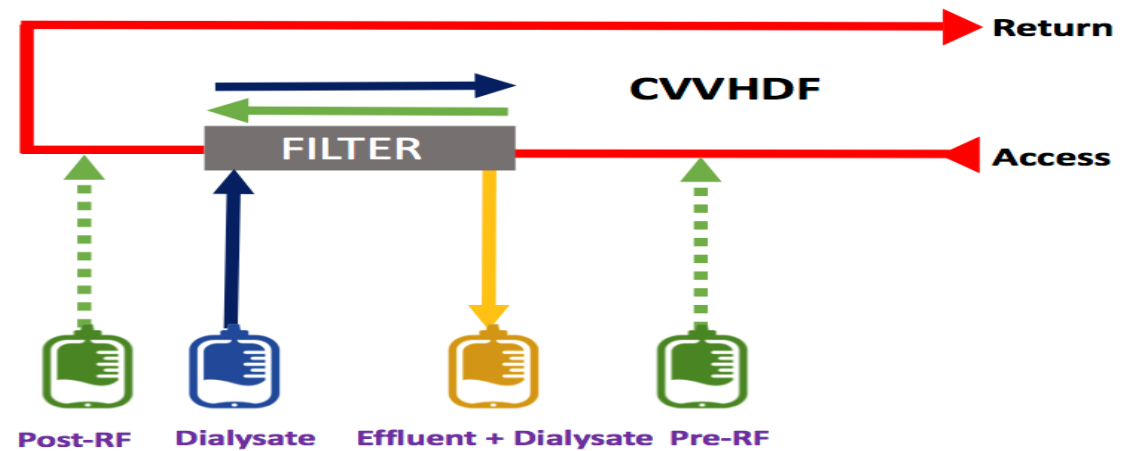 Return
CVVHDF
FILTER
Access
Post-RF
Dialysate
Effluent + Dialysate
Pre-RF